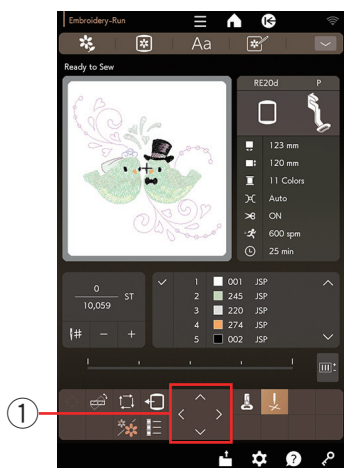 Embroidery-Run
Aa
Ready to Sew
RE20d P
123 mm
120 mm
11 Colors
Auto
ON
600 spm
25 min
0
10,059 ST
1 001 JSP
2 245 JSP
3 220 JSP
4 274 JSP
5 002 JSP
#  −  +
1
?